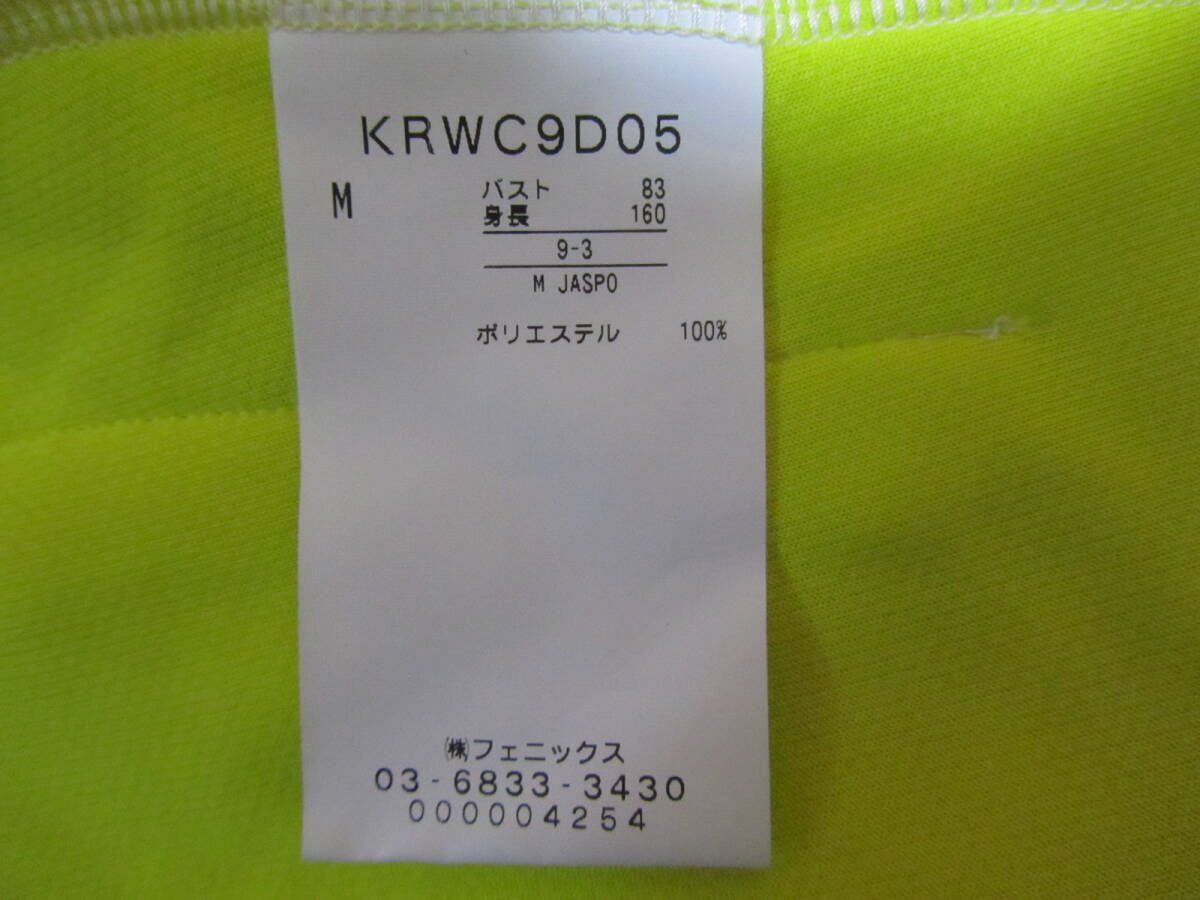 KRWC9D05
M バスト 83
身長 160
9-3
M JASPO
ポリエステル 100%
㈱フェニックス
03-6833-3430
000004254